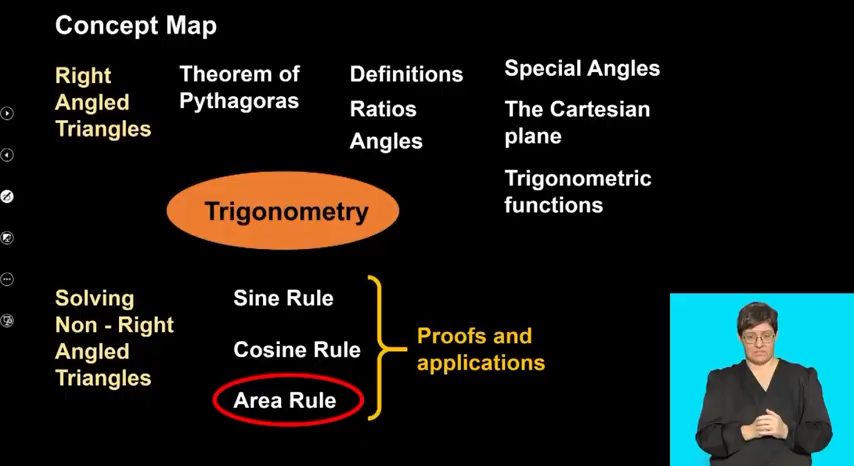 Concept Map
Right
Angled
Triangles
Theorem of
Pythagoras
Definitions
Ratios
Angles
Special Angles
The Cartesian
plane
Trigonometric
functions
Trigonometry
Solving
Non - Right
Angled
Triangles
Sine Rule
Cosine Rule
Area Rule
Proofs and
applications